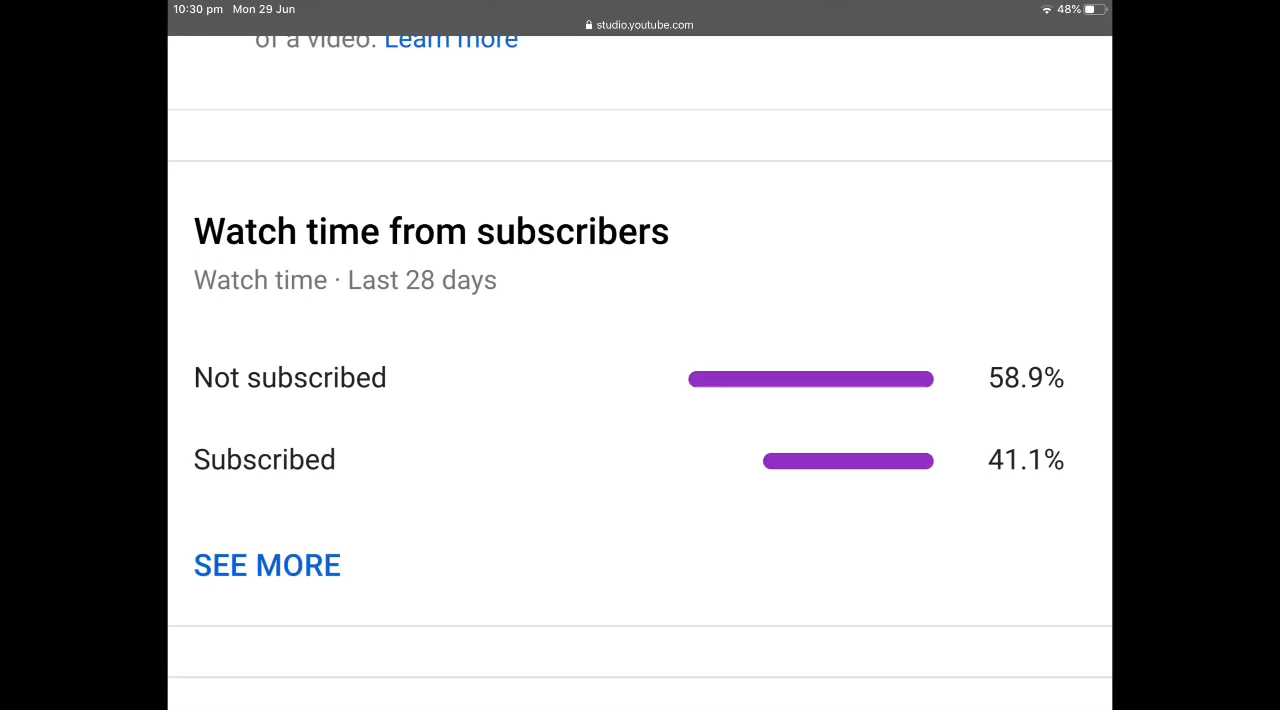 10:30 pm Mon 29 Jun
48%
studio.youtube.com
of a video. Learn more
Watch time from subscribers
Watch time · Last 28 days
Not subscribed 58.9%
Subscribed 41.1%
SEE MORE